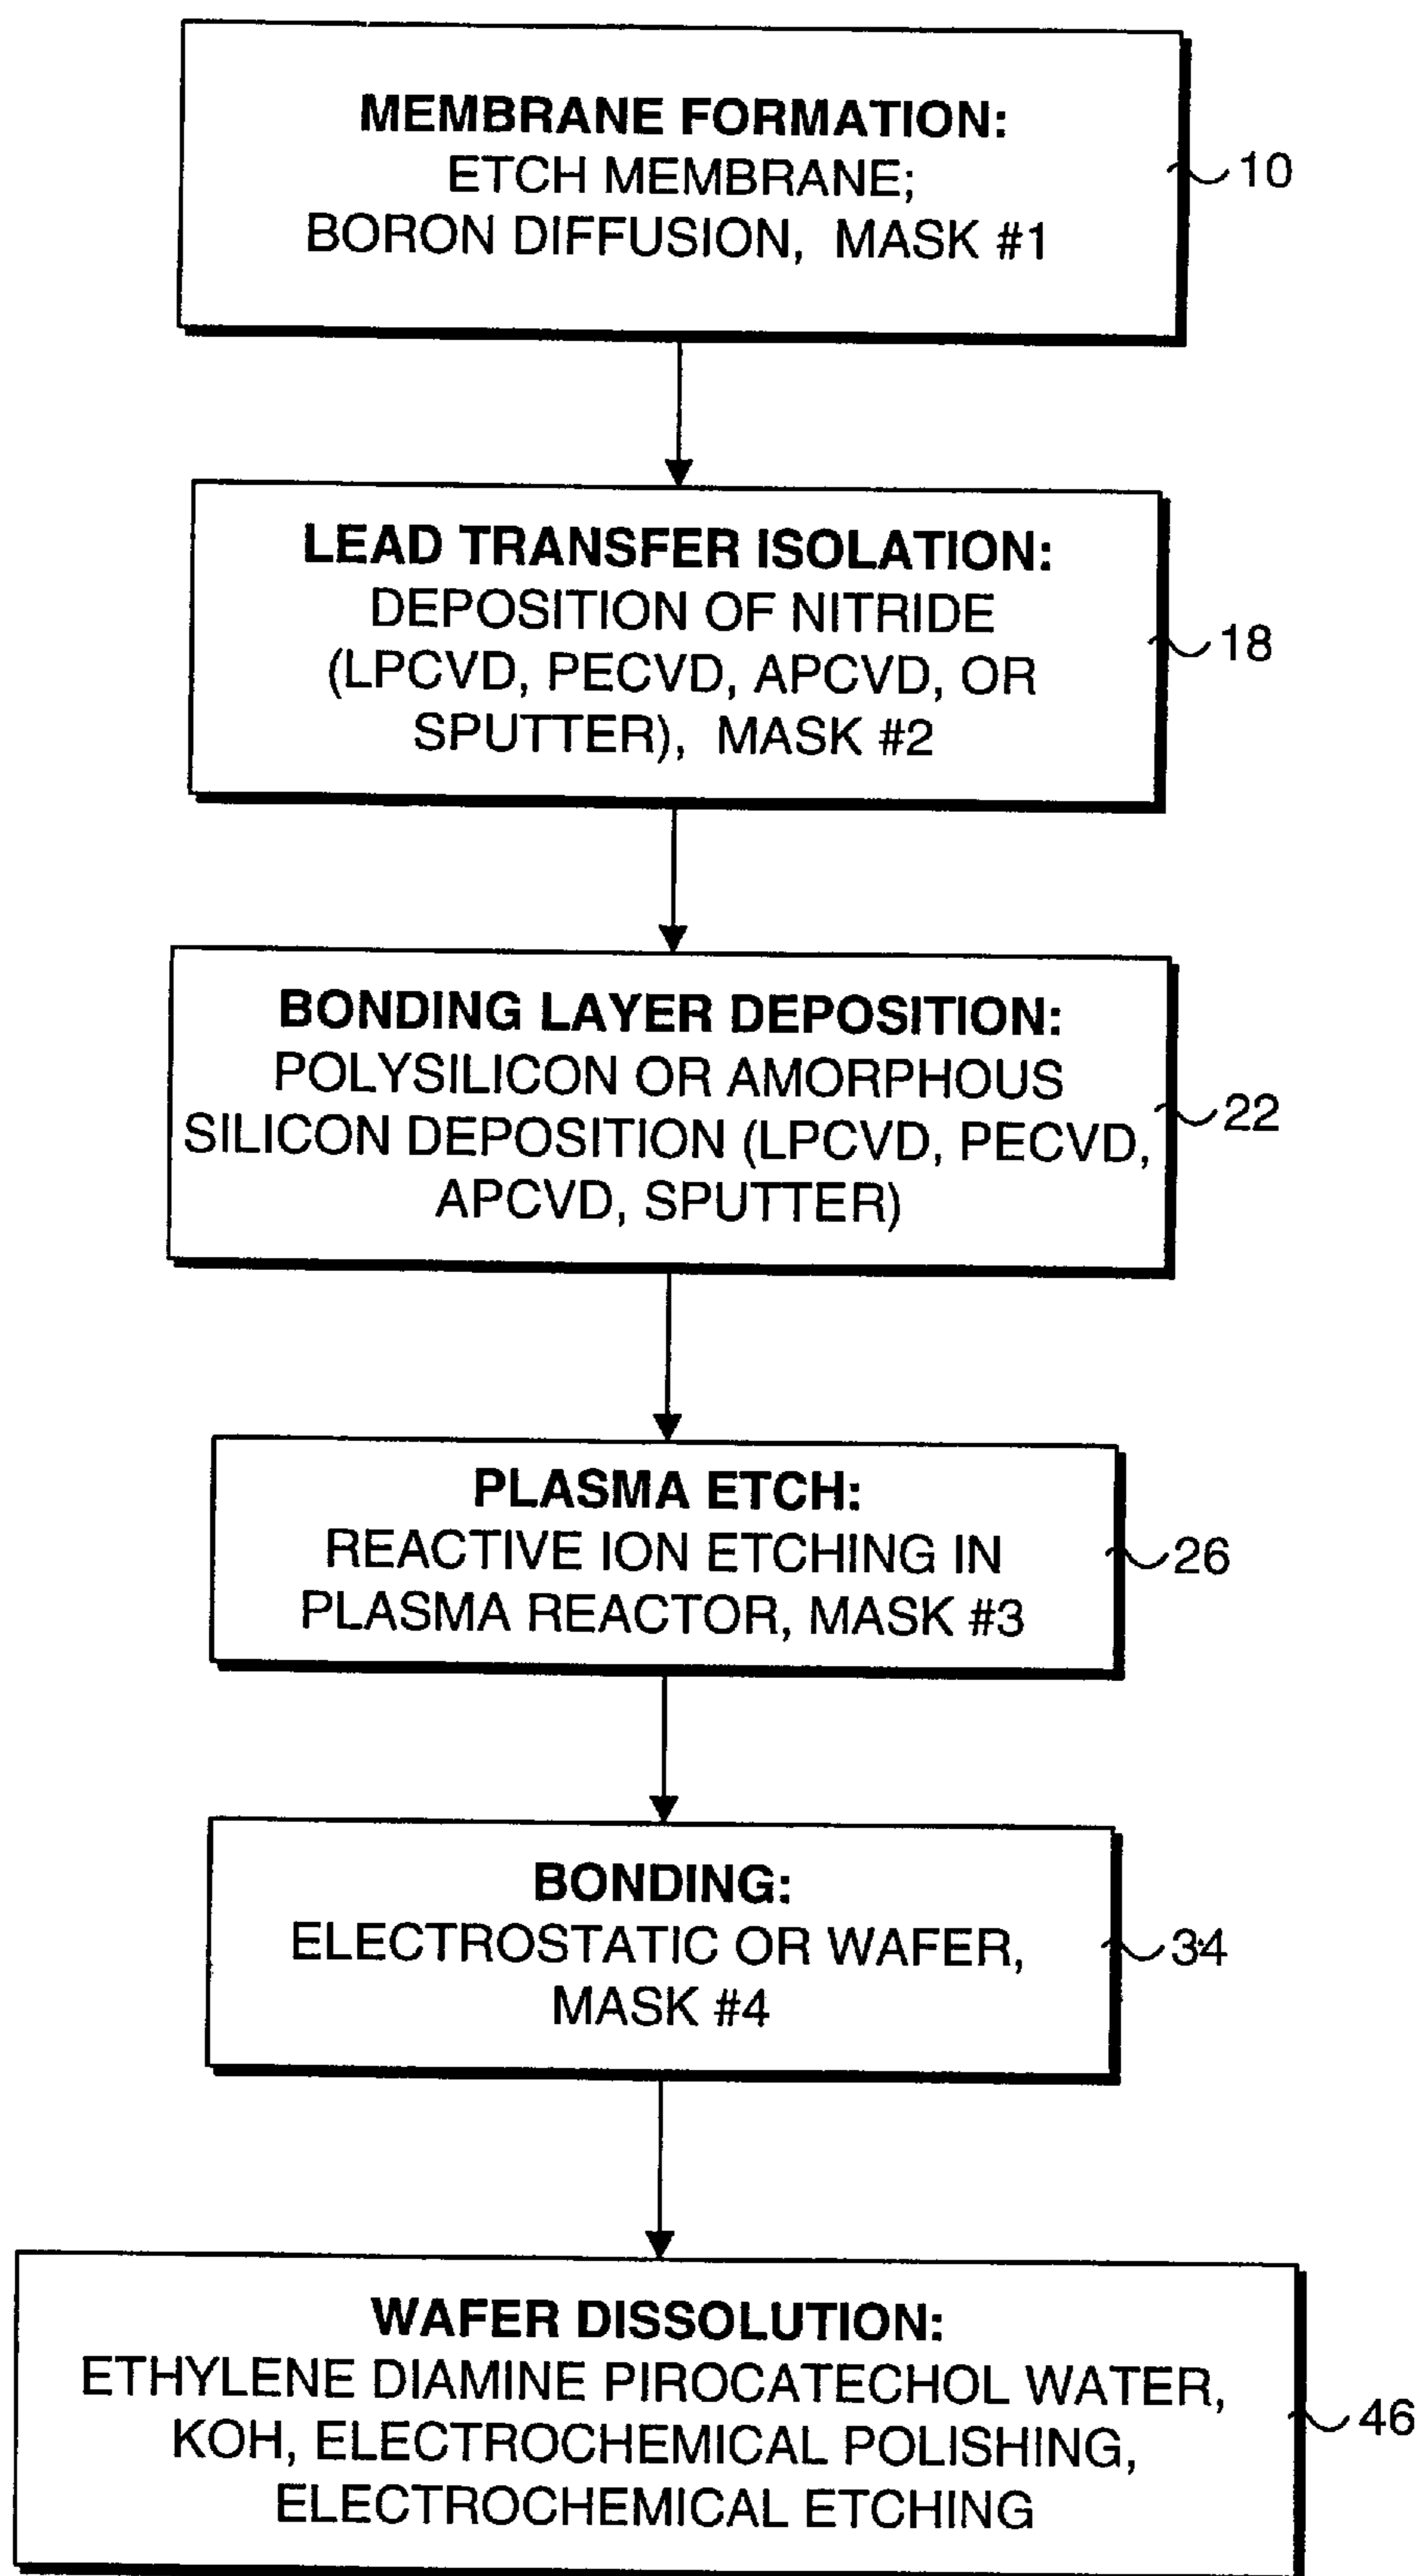 MEMBRANE FORMATION:
ETCH MEMBRANE;
BORON DIFFUSION, MASK #1
10
LEAD TRANSFER ISOLATION:
DEPOSITION OF NITRIDE
(LPCVD, PECVD, APCVD, OR
SPUTTER), MASK #2
18
BONDING LAYER DEPOSITION:
POLYSILICON OR AMORPHOUS
SILICON DEPOSITION (LPCVD, PECVD,
APCVD, SPUTTER)
22
PLASMA ETCH:
REACTIVE ION ETCHING IN
PLASMA REACTOR, MASK #3
26
BONDING:
ELECTROSTATIC OR WAFER,
MASK #4
34
WAFER DISSOLUTION:
ETHYLENE DIAMINE PIROCATECHOL WATER,
KOH, ELECTROCHEMICAL POLISHING,
ELECTROCHEMICAL ETCHING
46